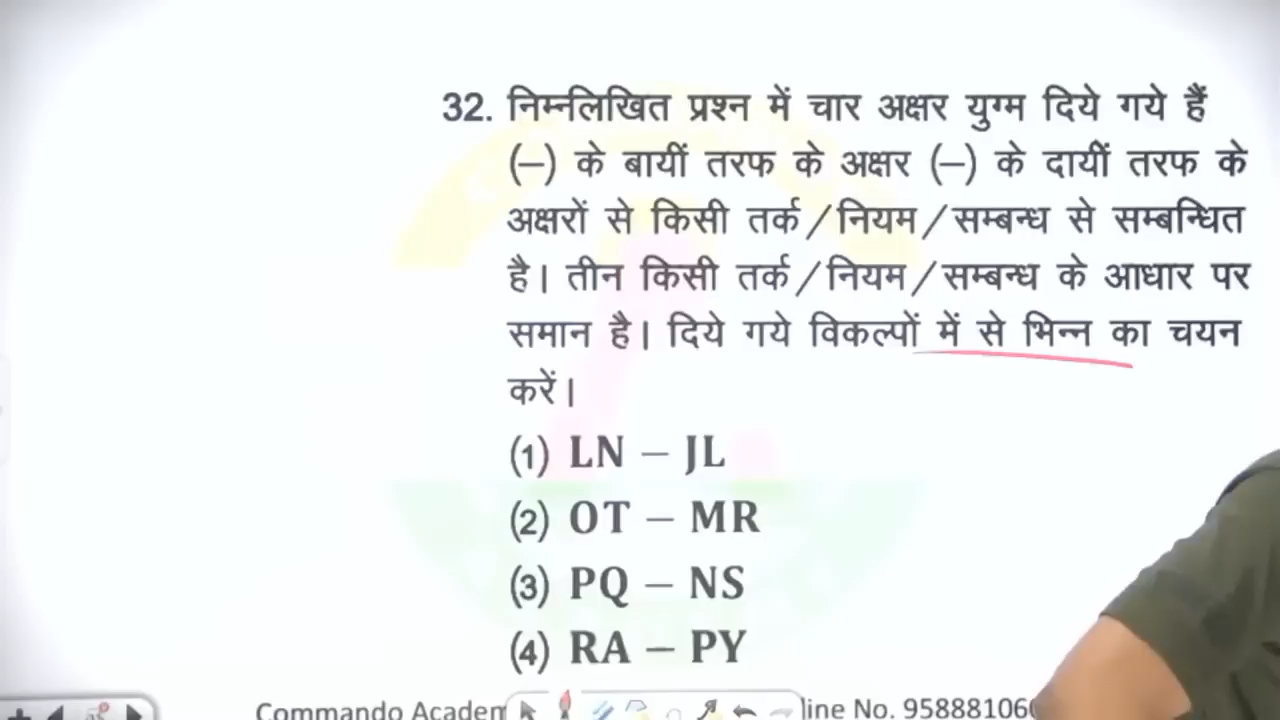 32. निम्नलिखित प्रश्न में चार अक्षर युग्म दिये गये हैं
(–) के बायीं तरफ के अक्षर (–) के दायीं तरफ के
अक्षरों से किसी तर्क/नियम/सम्बन्ध से सम्बन्धित
है। तीन किसी तर्क/नियम/सम्बन्ध के आधार पर
समान है। दिये गये विकल्पों में से भिन्न का चयन
करें।
(1) LN – JL
(2) OT – MR
(3) PQ – NS
(4) RA – PY
Commando Academ
line No. 958881060